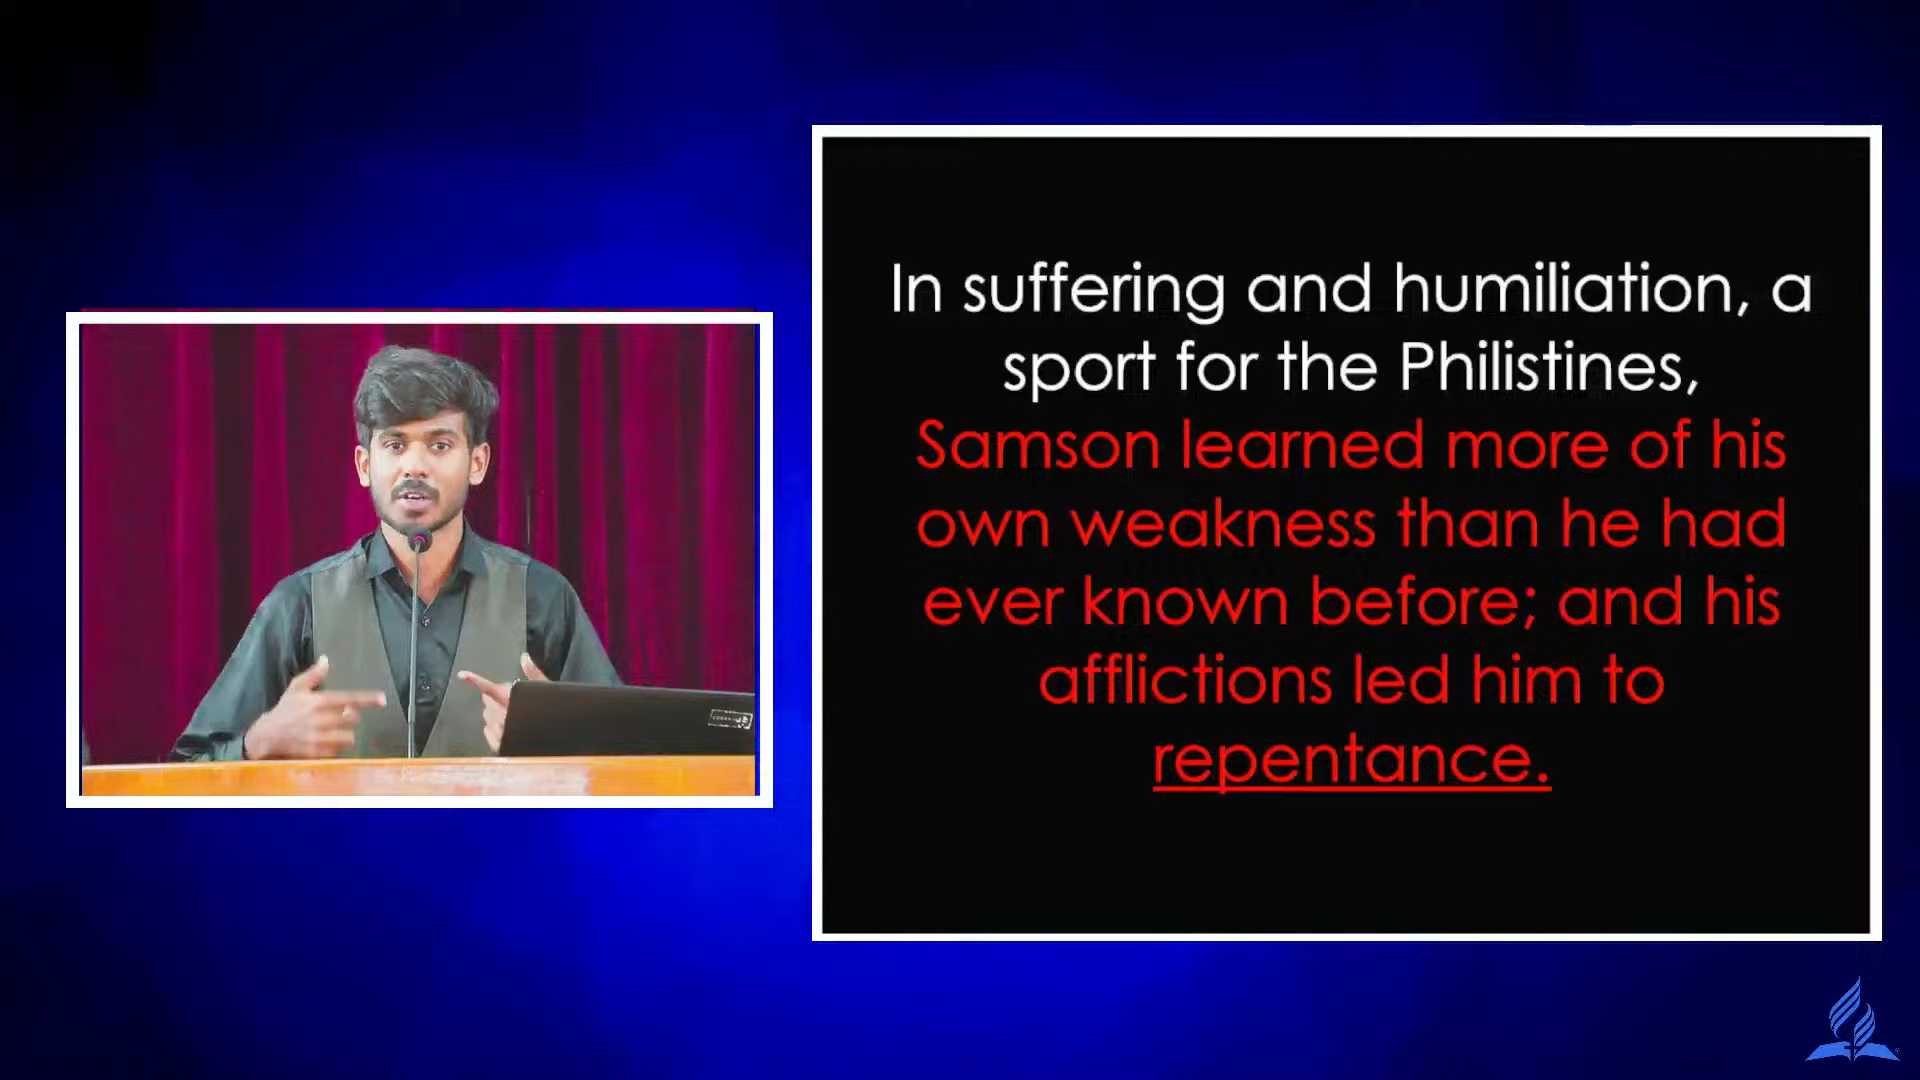 In suffering and humiliation, a
sport for the Philistines,
Samson learned more of his
own weakness than he had
ever known before; and his
afflictions led him to
repentance.